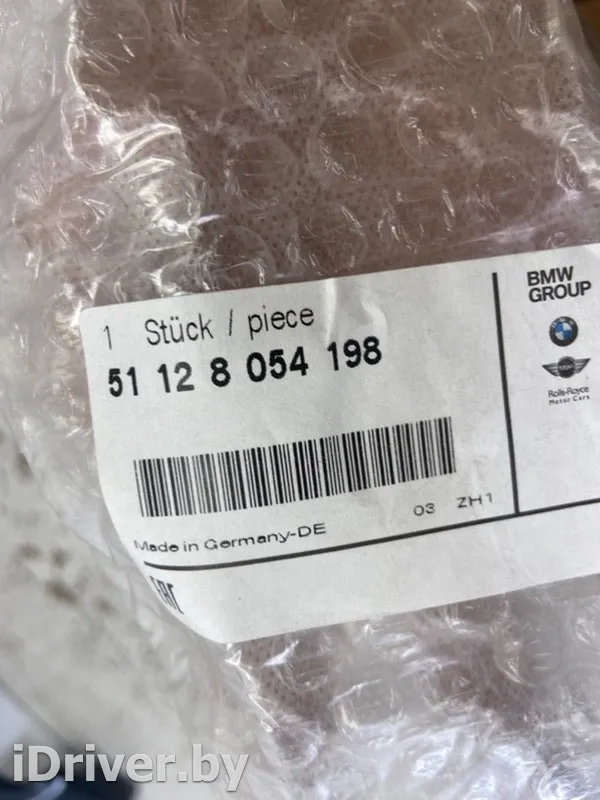 1 Stück / piece
51 12 8 054 198
BMW
GROUP
Rolls-Royce
Motor Cars
03 ZH1
Made in Germany-DE
EAC
iDriver.by